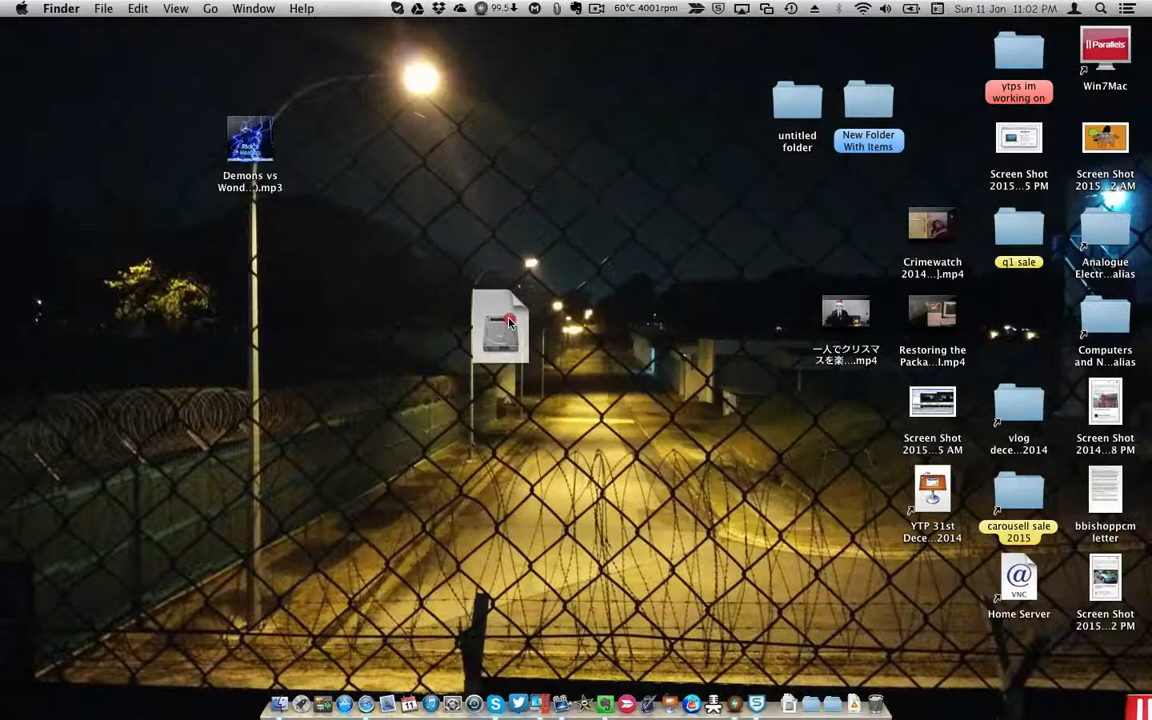 Finder File Edit View Go Window Help 99.5 60°C 4001rpm Sun 11 Jan 11:02 PM
Parallels
Win7Mac
ytps im
working on
untitled
folder
New Folder
With Items
Demons vs
Wond....mp3
Screen Shot
2015...5 PM
Screen Shot
2015...2 AM
Crimewatch
2014...].mp4
q1 sale
Analogue
Electr...alias
一人でクリスマ
スを楽....mp4
Restoring the
Packa...l.mp4
Computers
and N...alias
Screen Shot
2015...5 AM
vlog
dece...2014
Screen Shot
2014...8 PM
YTP 31st
Dece...2014
carousell sale
2015
bbishoppcm
letter
@
VNC
Home Server
Screen Shot
2015...2 PM